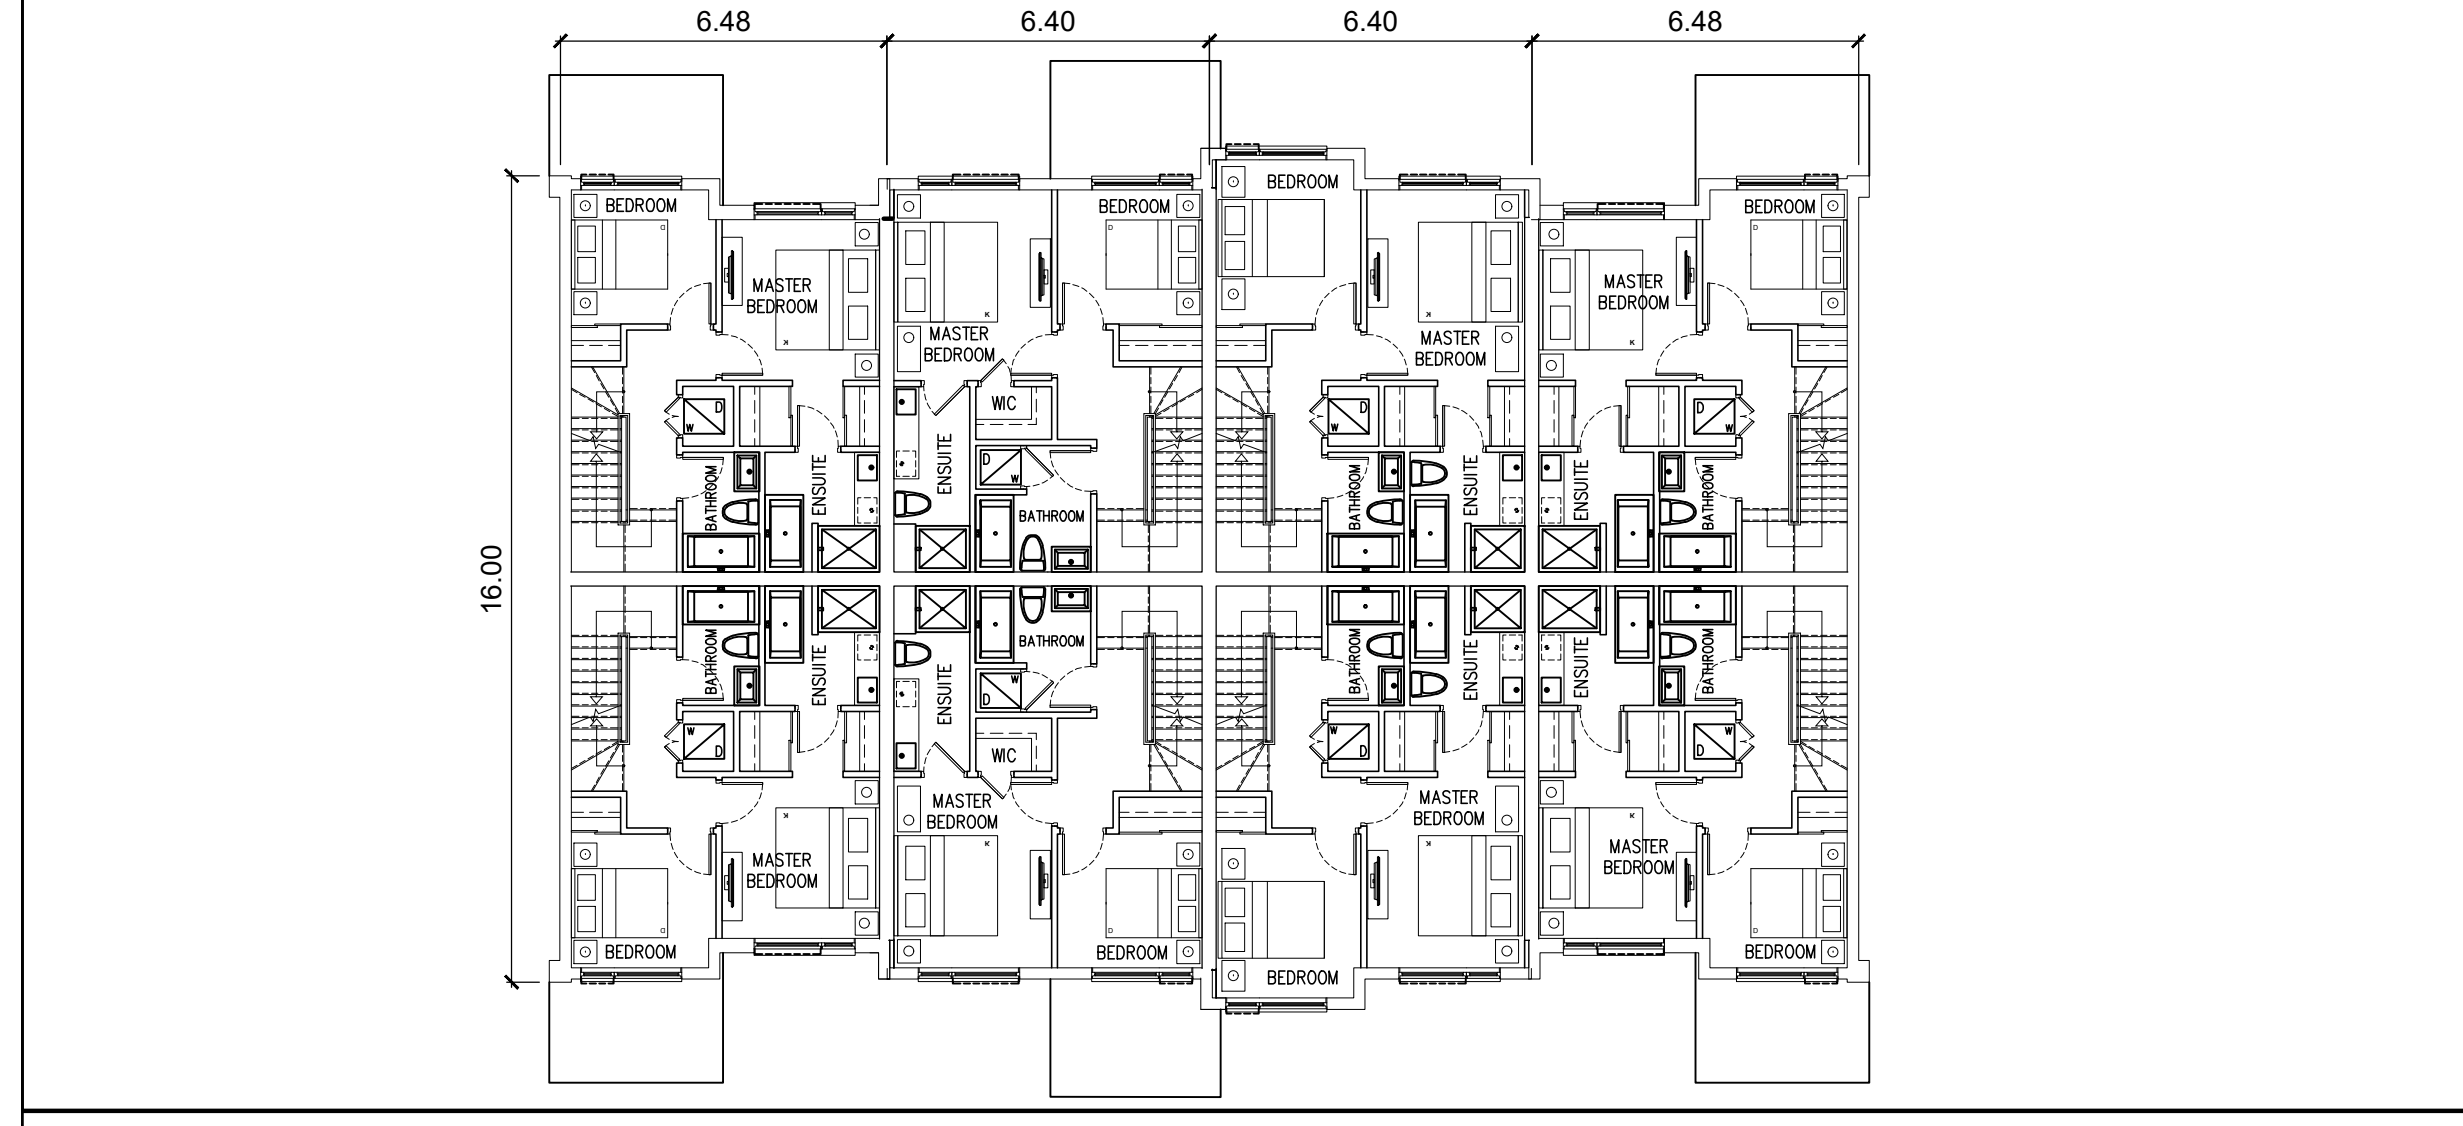 6.48
6.40
6.40
6.48
16.00
BEDROOM
BEDROOM
BEDROOM
BEDROOM
D
D
D
MASTER
BEDROOM
MASTER
BEDROOM
K
K
K
K
MASTER
BEDROOM
MASTER
BEDROOM
WIC
D
W
D
W
D
W
BATHROOM
ENSUITE
ENSUITE
D
W
BATHROOM
BATHROOM
ENSUITE
ENSUITE
BATHROOM
BATHROOM
ENSUITE
ENSUITE
BATHROOM
W
D
BATHROOM
ENSUITE
ENSUITE
BATHROOM
W
D
W
D
W
D
WIC
MASTER
BEDROOM
MASTER
BEDROOM
K
K
K
K
MASTER
BEDROOM
MASTER
BEDROOM
D
D
D
BEDROOM
BEDROOM
BEDROOM
BEDROOM